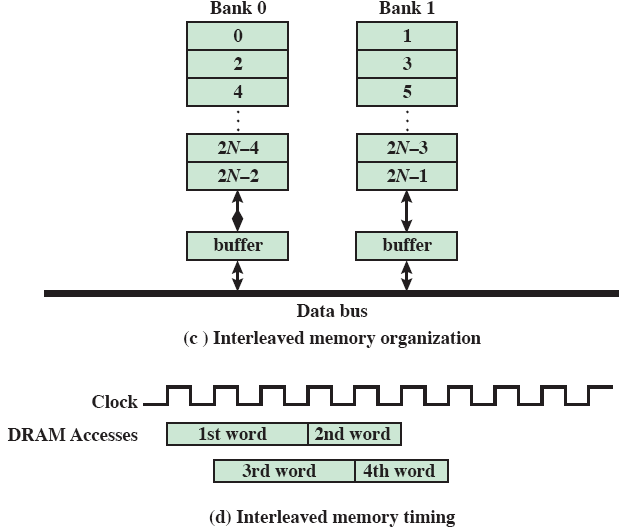 Bank 0 Bank 1
0 1
2 3
4 5
2N–4 2N–3
2N–2 2N–1
buffer buffer
Data bus
(c ) Interleaved memory organization
Clock
DRAM Accesses 1st word 2nd word
3rd word 4th word
(d) Interleaved memory timing